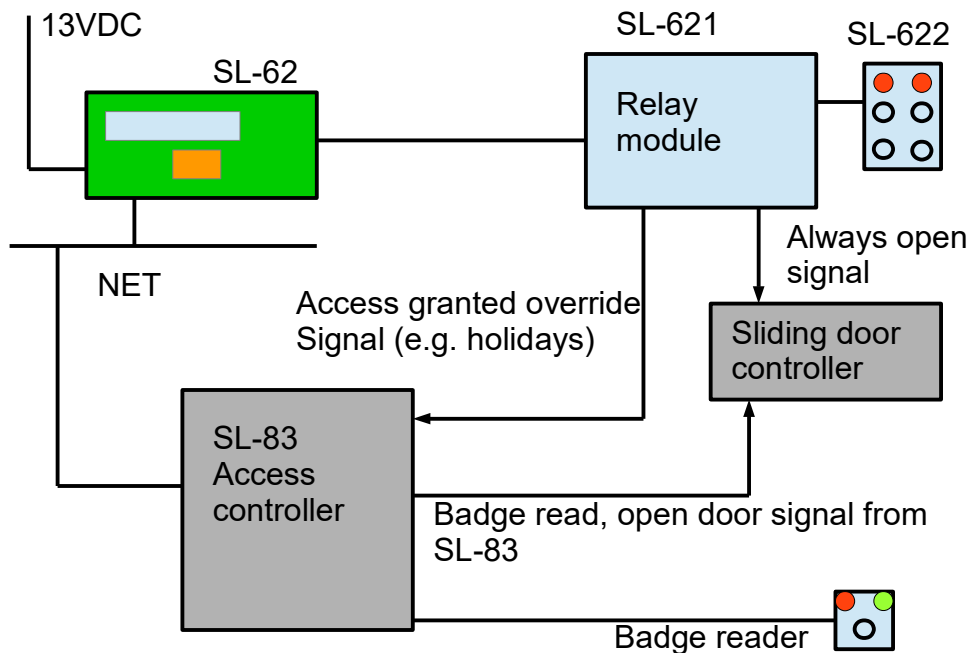 13VDC
SL-62
SL-621
SL-622
Relay
module
Always open
signal
NET
Access granted override
Signal (e.g. holidays)
Sliding door
controller
SL-83
Access
controller
Badge read, open door signal from
SL-83
Badge reader